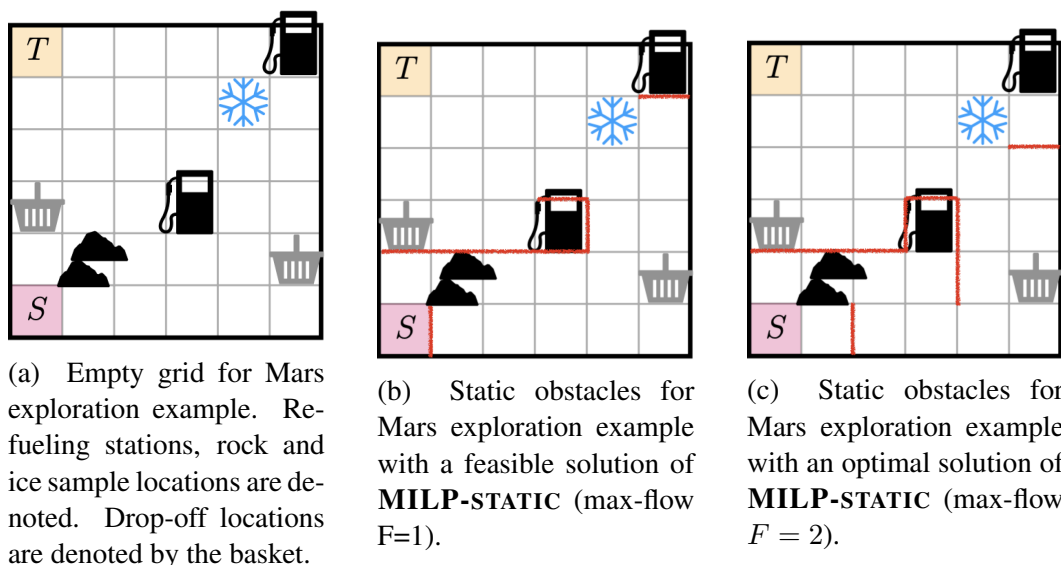 T
S
(a) Empty grid for Mars
exploration example. Re-
fueling stations, rock and
ice sample locations are de-
noted. Drop-off locations
are denoted by the basket.
T
S
(b) Static obstacles for
Mars exploration example
with a feasible solution of
MILP-STATIC (max-flow
F=1).
T
S
(c) Static obstacles for
Mars exploration example
with an optimal solution of
MILP-STATIC (max-flow
F = 2).